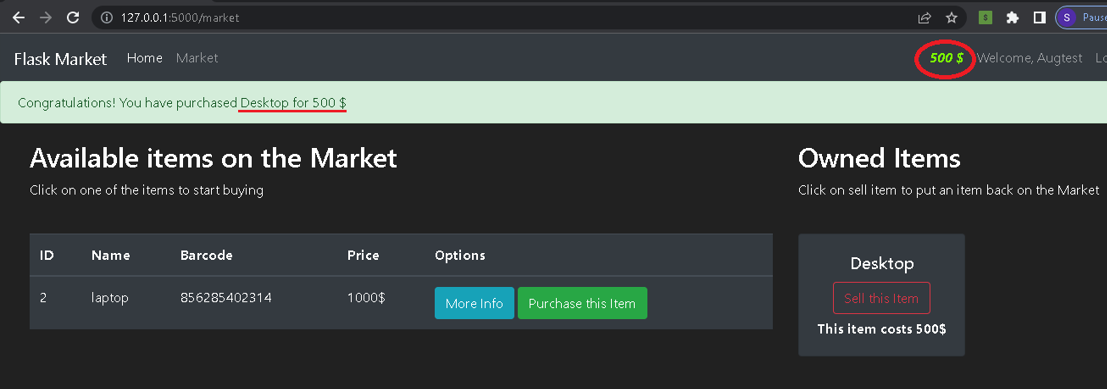 127.0.0.1:5000/market
S Pause
Flask Market Home Market 500 $ Welcome, Augtest Lo
Congratulations! You have purchased Desktop for 500 $
Available items on the Market
Click on one of the items to start buying
Owned Items
Click on sell item to put an item back on the Market
ID Name Barcode Price Options
2 laptop 856285402314 1000$ More Info Purchase this Item
Desktop
Sell this Item
This item costs 500$